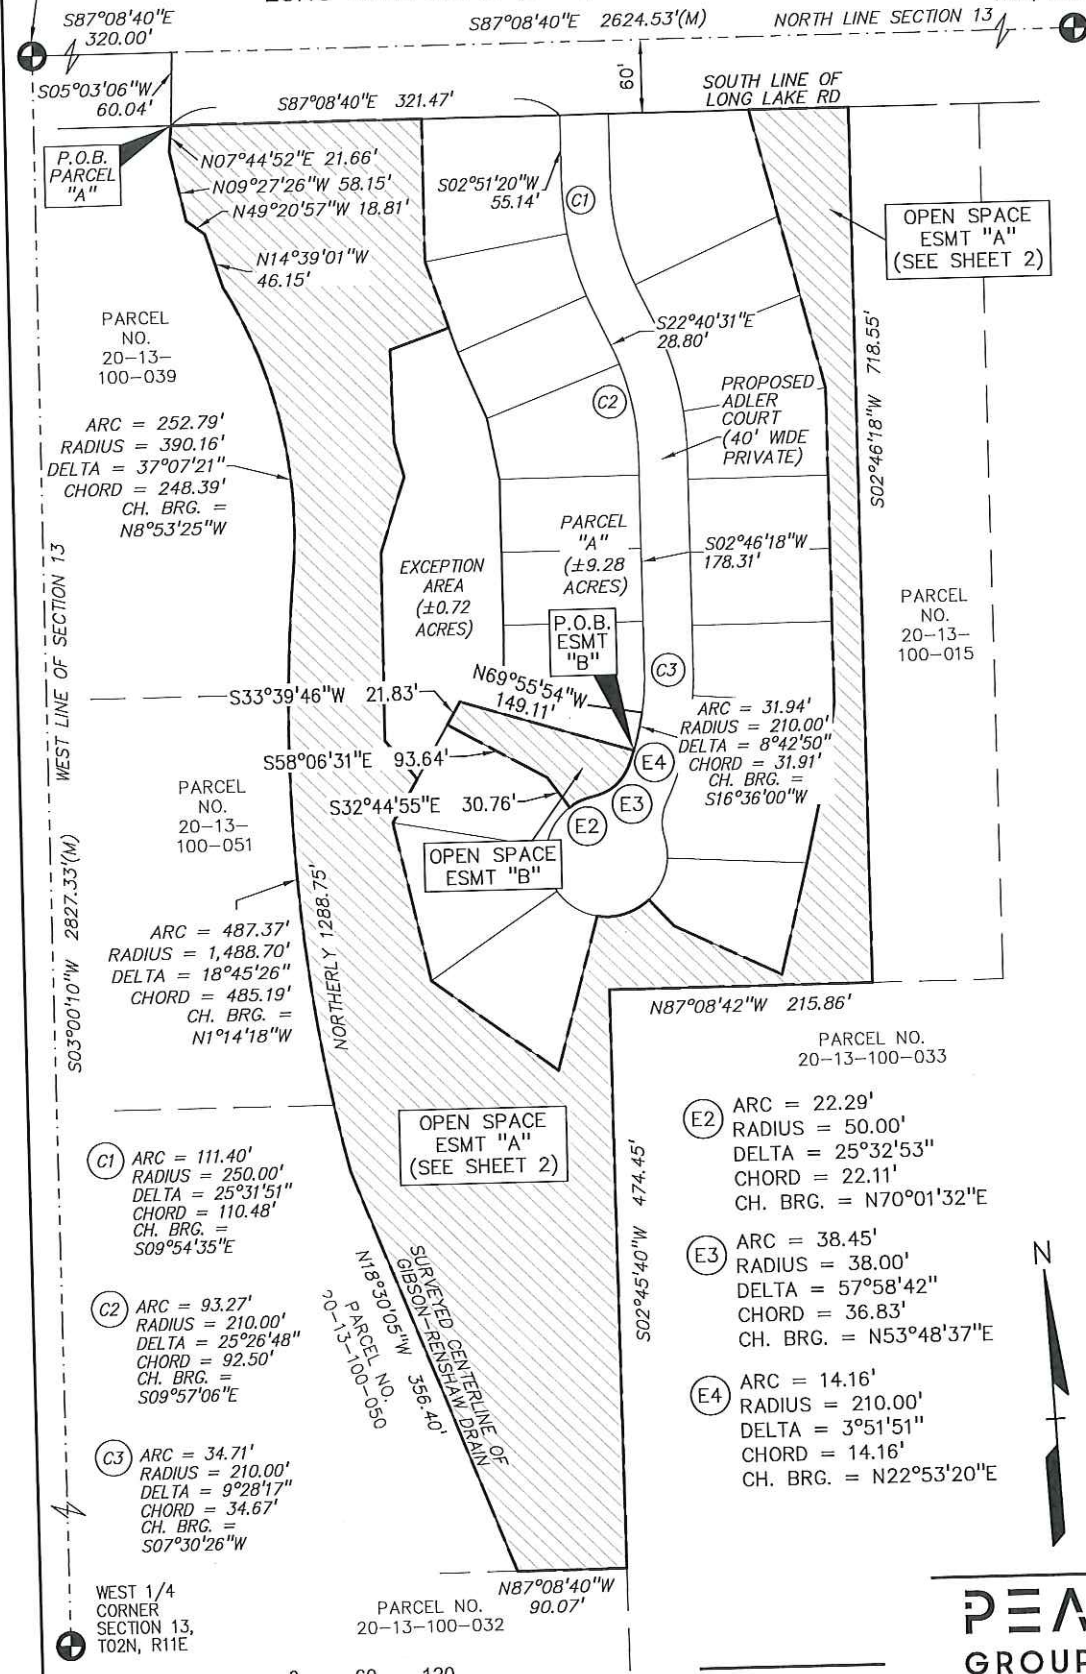 S87°08'40"E
320.00'
S87°08'40"E 2624.53'(M)
NORTH LINE SECTION 13
S05°03'06"W
60.04'
S87°08'40"E 321.47'
60'
SOUTH LINE OF
LONG LAKE RD
P.O.B.
PARCEL
"A"
N07°44'52"E 21.66'
N09°27'26"W 58.15'
N49°20'57"W 18.81'
N14°39'01"W
46.15'
S02°51'20"W
55.14'
C1
OPEN SPACE
ESMT "A"
(SEE SHEET 2)
PARCEL
NO.
20-13-
100-039
S22°40'31"E
28.80'
C2
PROPOSED
ADLER
COURT
(40' WIDE
PRIVATE)
S02°46'18"W 718.55'
ARC = 252.79'
RADIUS = 390.16'
DELTA = 37°07'21"
CHORD = 248.39'
CH. BRG. =
N8°53'25"W
WEST LINE OF SECTION 13
EXCEPTION
AREA
(±0.72
ACRES)
PARCEL
"A"
(±9.28
ACRES)
S02°46'18"W
178.31'
P.O.B.
ESMT
"B"
PARCEL
NO.
20-13-
100-015
C3
S33°39'46"W 21.83'
N69°55'54"W
149.11'
ARC = 31.94'
RADIUS = 210.00'
DELTA = 8°42'50"
CHORD = 31.91'
CH. BRG. =
S16°36'00"W
S58°06'31"E 93.64'
E4
S32°44'55"E 30.76'
E3
E2
PARCEL
NO.
20-13-
100-051
OPEN SPACE
ESMT "B"
S03°00'10"W 2827.33'(M)
NORTHERLY 1288.75'
ARC = 487.37'
RADIUS = 1,488.70'
DELTA = 18°45'26"
CHORD = 485.19'
CH. BRG. =
N1°14'18"W
N87°08'42"W 215.86'
PARCEL NO.
20-13-100-033
OPEN SPACE
ESMT "A"
(SEE SHEET 2)
S02°45'40"W 474.45'
C1 ARC = 111.40'
RADIUS = 250.00'
DELTA = 25°31'51"
CHORD = 110.48'
CH. BRG. =
S09°54'35"E
C2 ARC = 93.27'
RADIUS = 210.00'
DELTA = 25°26'48"
CHORD = 92.50'
CH. BRG. =
S09°57'06"E
C3 ARC = 34.71'
RADIUS = 210.00'
DELTA = 9°28'17"
CHORD = 34.67'
CH. BRG. =
S07°30'26"W
SURVEYED CENTERLINE OF
GIBSON-RENSHAW DRAIN
N18°30'05"W 356.40'
PARCEL NO.
20-13-100-050
E2 ARC = 22.29'
RADIUS = 50.00'
DELTA = 25°32'53"
CHORD = 22.11'
CH. BRG. = N70°01'32"E
E3 ARC = 38.45'
RADIUS = 38.00'
DELTA = 57°58'42"
CHORD = 36.83'
CH. BRG. = N53°48'37"E
E4 ARC = 14.16'
RADIUS = 210.00'
DELTA = 3°51'51"
CHORD = 14.16'
CH. BRG. = N22°53'20"E
N
WEST 1/4
CORNER
SECTION 13,
T02N, R11E
PARCEL NO.
20-13-100-032
N87°08'40"W
90.07'
PEA
GROUP
0 60 120